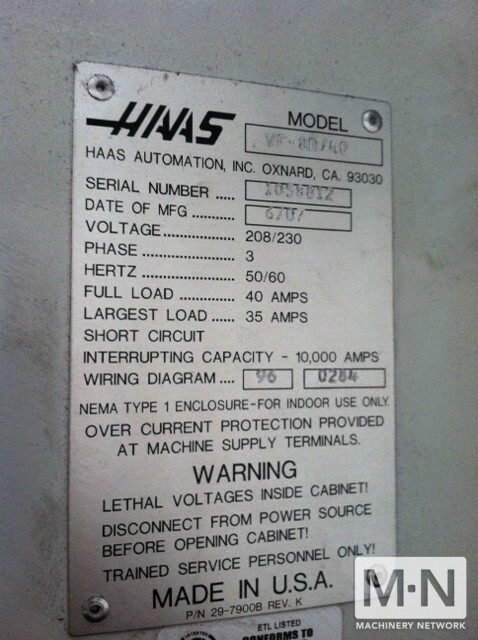 HAAS
MODEL
HAAS AUTOMATION, INC. OXNARD, CA. 93030
SERIAL NUMBER .....
DATE OF MFG ........
VOLTAGE................ 208/230
PHASE .................. 3
HERTZ .................. 50/60
FULL LOAD ............. 40 AMPS
LARGEST LOAD ...... 35 AMPS
SHORT CIRCUIT
INTERRUPTING CAPACITY - 10,000 AMPS
WIRING DIAGRAM .... 96 0284
NEMA TYPE 1 ENCLOSURE-FOR INDOOR USE ONLY.
OVER CURRENT PROTECTION PROVIDED
AT MACHINE SUPPLY TERMINALS.
WARNING
LETHAL VOLTAGES INSIDE CABINET!
DISCONNECT FROM POWER SOURCE
BEFORE OPENING CABINET!
TRAINED SERVICE PERSONNEL ONLY!
MADE IN U.S.A.
P/N 29-7900B REV. K
ETL LISTED
CONFORMS TO
M-N
MACHINERY NETWORK